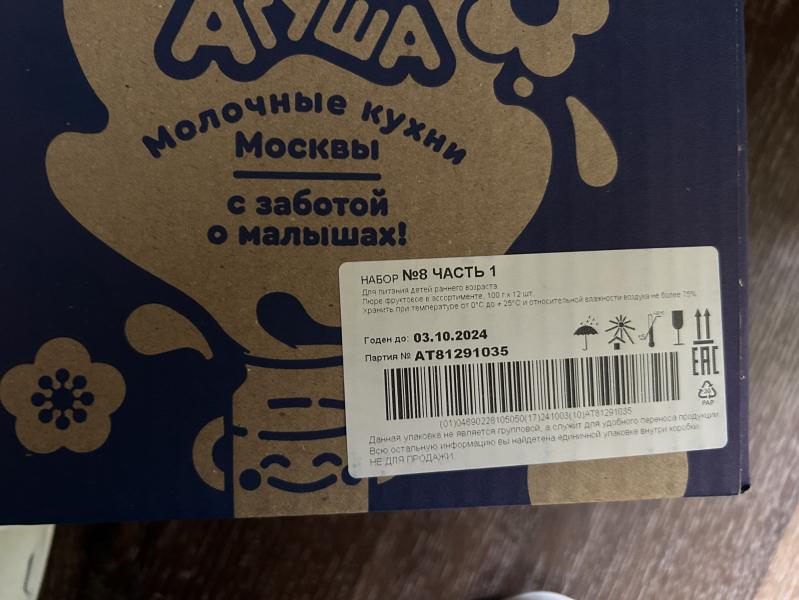 АГУША
Молочные кухни
Москвы
с заботой
о малышах!
НАБОР №8 ЧАСТЬ 1
Для питания детей раннего возраста.
Пюре фруктовое в ассортименте, 100 г х 12 шт.
Хранить при температуре от 0°С до + 25°С и относительной влажности воздуха не более 75%.
Годен до: 03.10.2024
Партия № АТ81291035
(01)04690228105050(17)241003(10)AT81291035
Данная упаковка не является групповой, а служит для удобного переноса продукции.
Всю остальную информацию вы найдетена единичной упаковке внутри коробки.
НЕ ДЛЯ ПРОДАЖИ
EAC
20
PAP